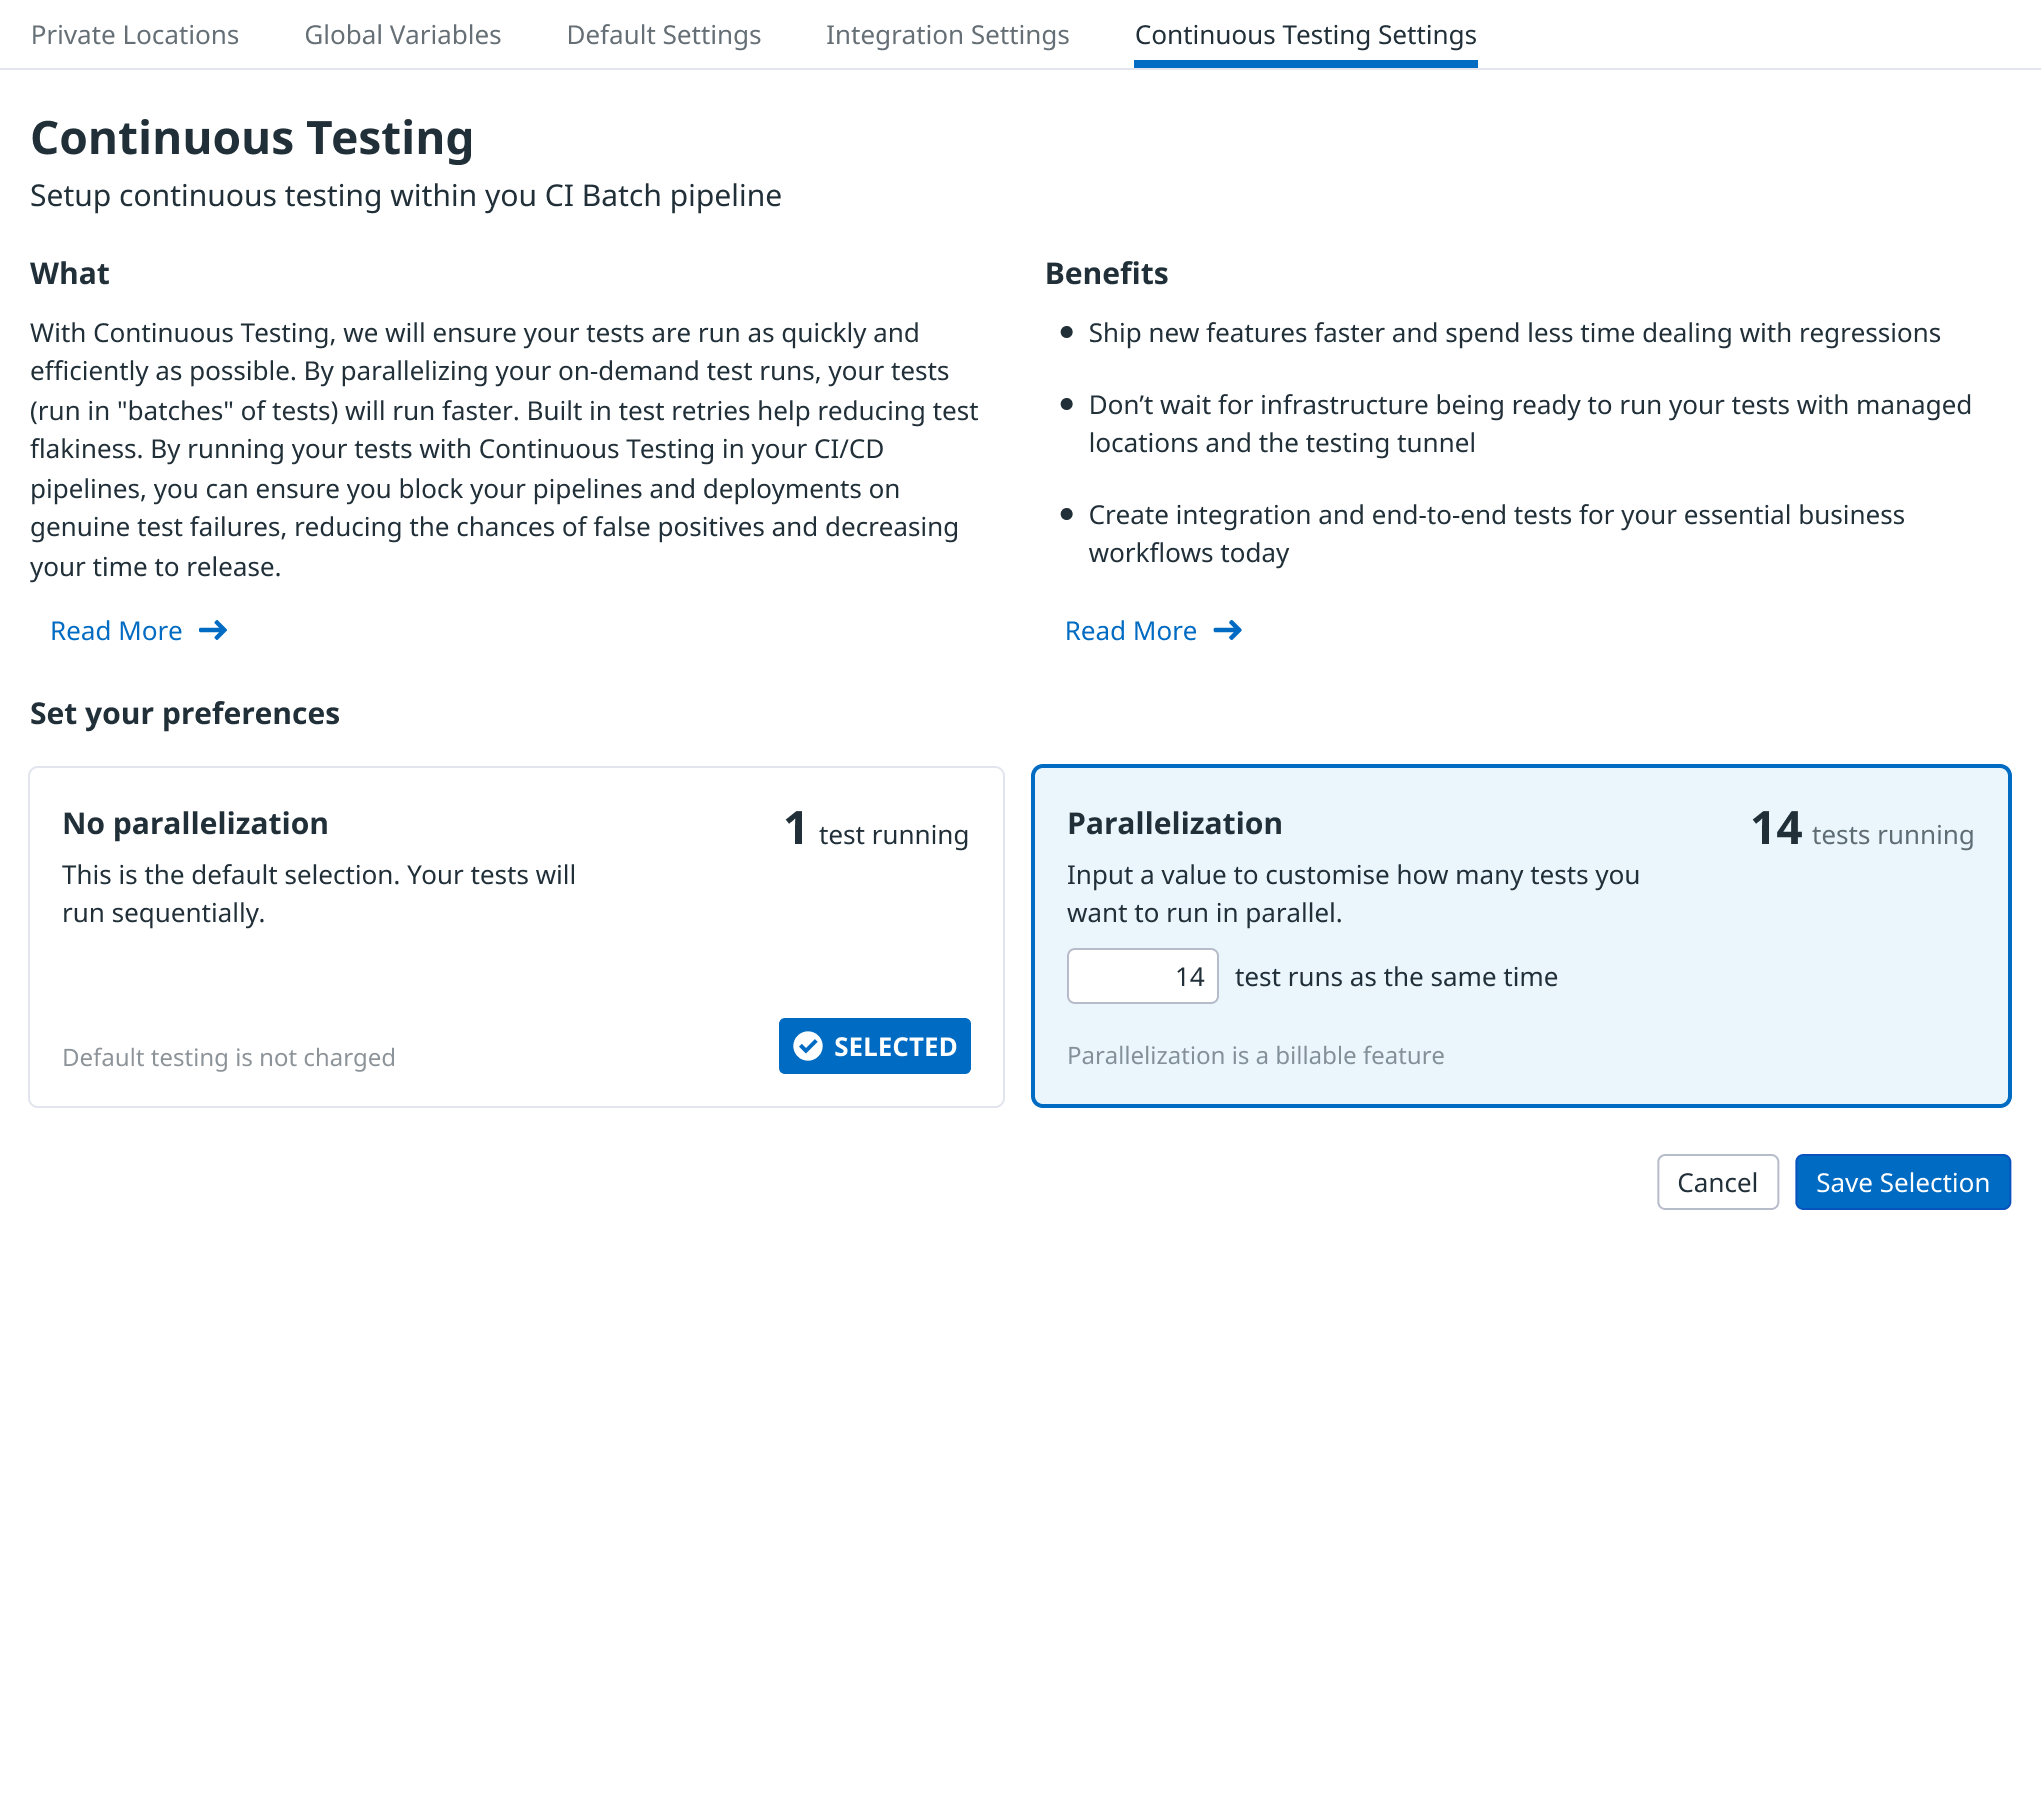 Private Locations
Global Variables
Default Settings
Integration Settings
Continuous Testing Settings
Continuous Testing
Setup continuous testing within you CI Batch pipeline
What
With Continuous Testing, we will ensure your tests are run as quickly and
efficiently as possible. By parallelizing your on-demand test runs, your tests
(run in "batches" of tests) will run faster. Built in test retries help reducing test
flakiness. By running your tests with Continuous Testing in your CI/CD
pipelines, you can ensure you block your pipelines and deployments on
genuine test failures, reducing the chances of false positives and decreasing
your time to release.
Read More
Benefits
Ship new features faster and spend less time dealing with regressions
Don’t wait for infrastructure being ready to run your tests with managed
locations and the testing tunnel
Create integration and end-to-end tests for your essential business
workflows today
Read More
Set your preferences
No parallelization
1 test running
This is the default selection. Your tests will
run sequentially.
Default testing is not charged
SELECTED
Parallelization
14 tests running
Input a value to customise how many tests you
want to run in parallel.
14 test runs as the same time
Parallelization is a billable feature
Cancel
Save Selection